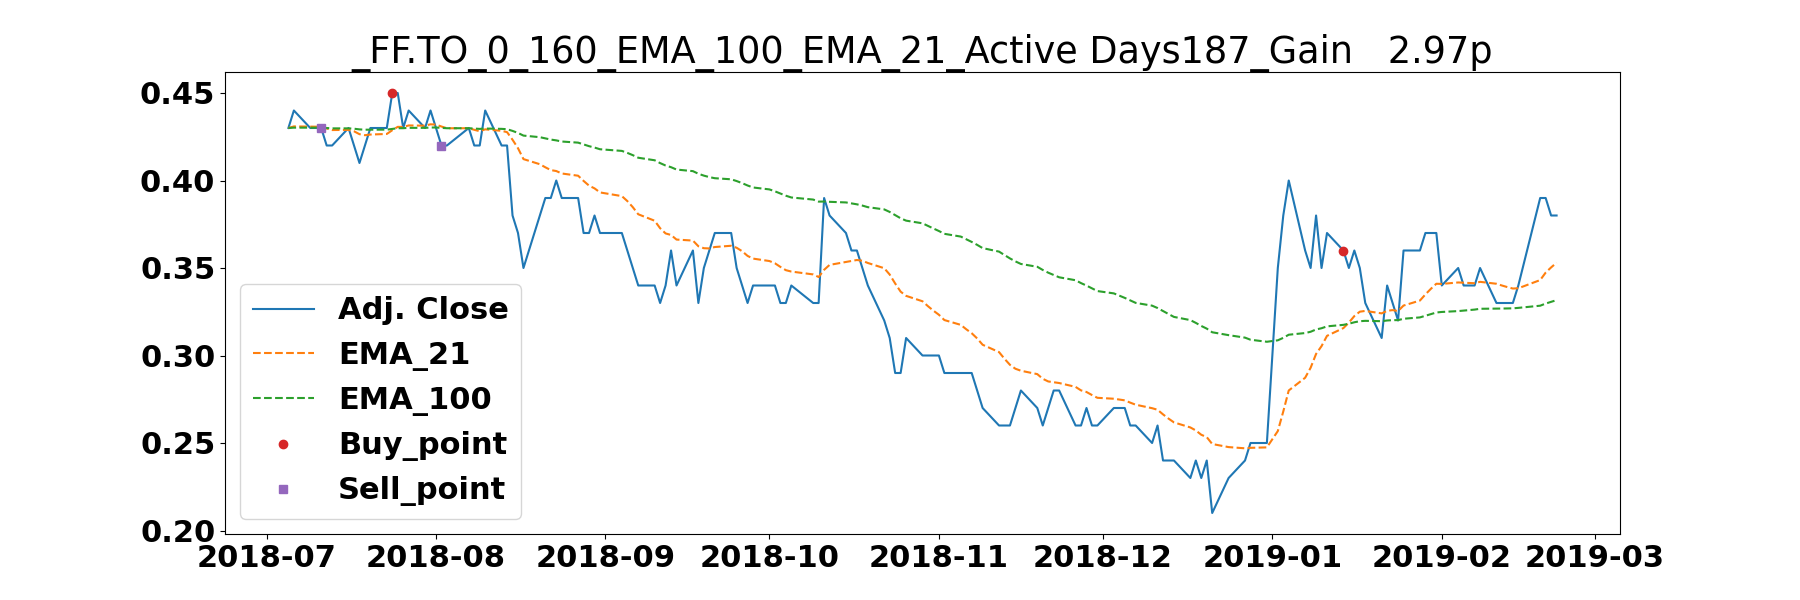 _FF.TO_0_160_EMA_100_EMA_21_Active Days187_Gain   2.97p
0.45
0.40
0.35
0.30
0.25
0.20
Adj. Close
EMA_21
EMA_100
Buy_point
Sell_point
2018-07 2018-08 2018-09 2018-10 2018-11 2018-12 2019-01 2019-02 2019-03